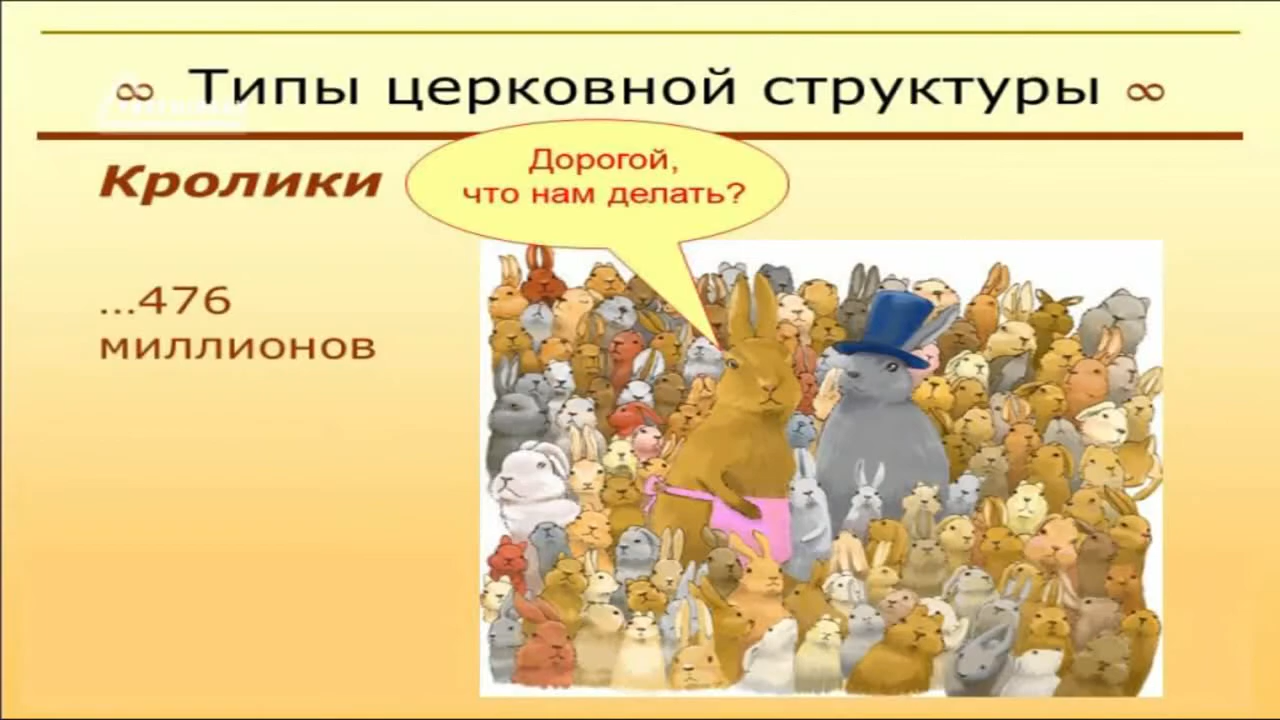 Типы церковной структуры
Кролики
Дорогой,
что нам делать?
...476
миллионов